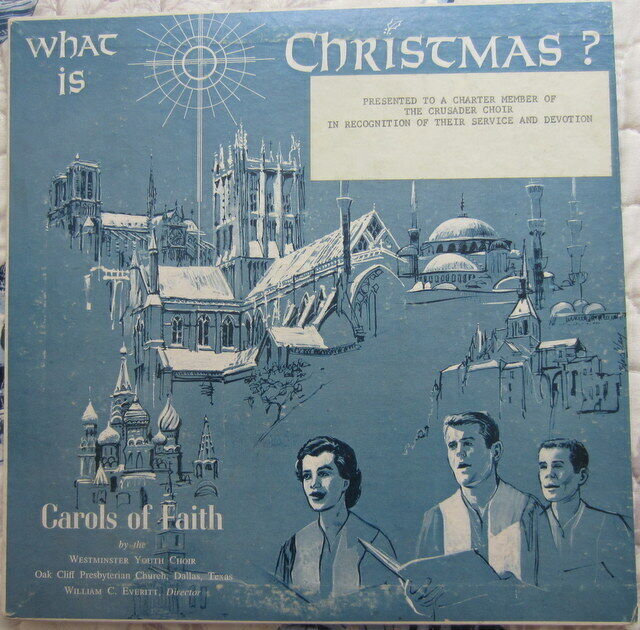 WHAT IS
CHRISTMAS ?
PRESENTED TO A CHARTER MEMBER OF
THE CRUSADER CHOIR
IN RECOGNITION OF THEIR SERVICE AND DEVOTION
Carols of Faith
by the
WESTMINSTER YOUTH CHOIR
Oak Cliff Presbyterian Church, Dallas, Texas
WILLIAM C. EVERITT, Director